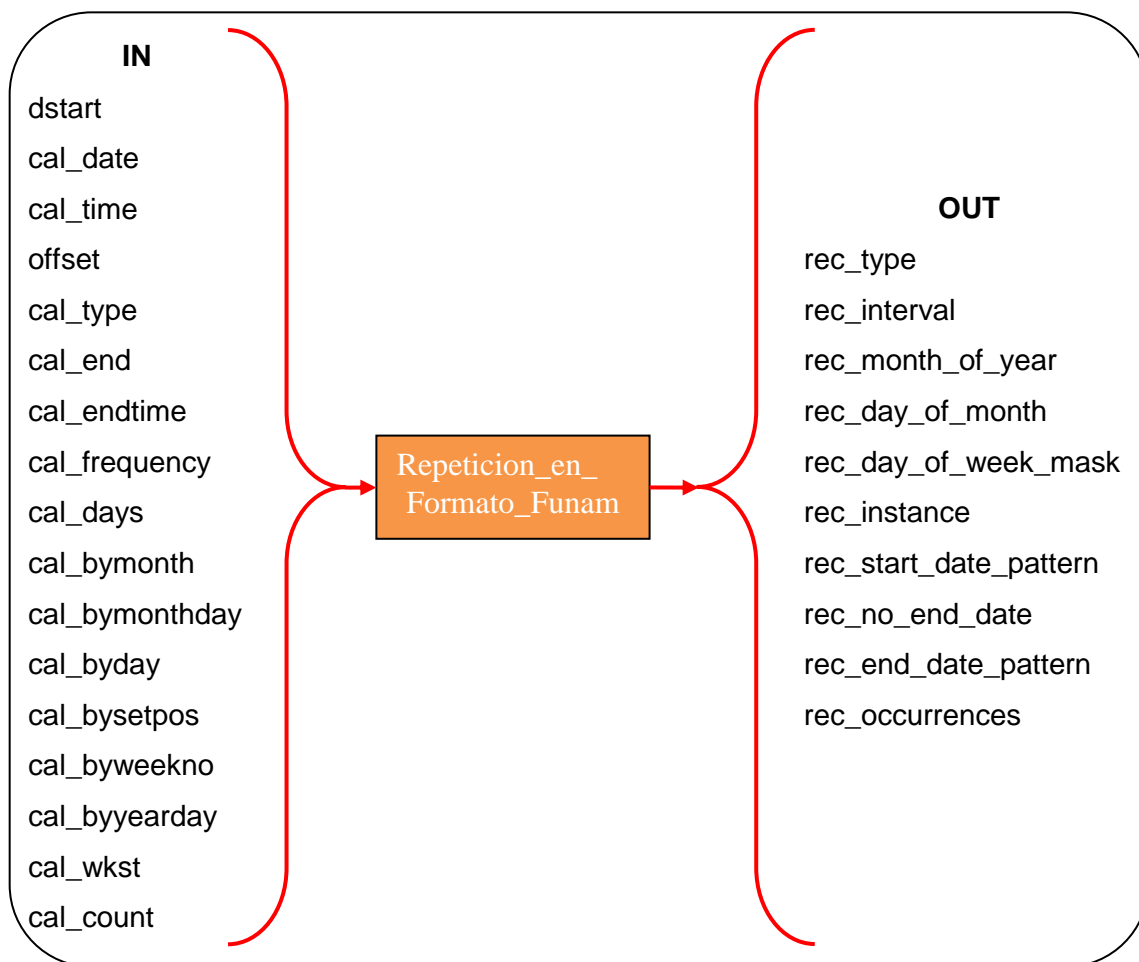 IN
dstart
cal_date
cal_time
offset
cal_type
cal_end
cal_endtime
cal_frequency
cal_days
cal_bymonth
cal_bymonthday
cal_byday
cal_bysetpos
cal_byweekno
cal_byyearday
cal_wkst
cal_count
Repeticion_en_
Formato_Funam
OUT
rec_type
rec_interval
rec_month_of_year
rec_day_of_month
rec_day_of_week_mask
rec_instance
rec_start_date_pattern
rec_no_end_date
rec_end_date_pattern
rec_occurrences